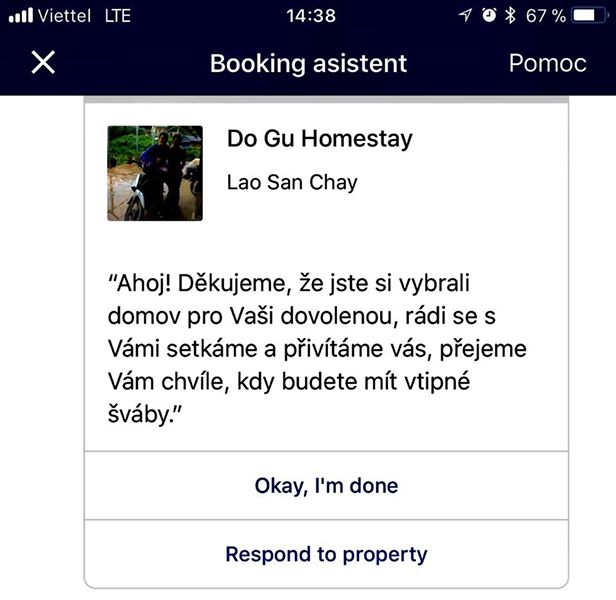 Viettel LTE 14:38 67 %
Booking asistent Pomoc
Do Gu Homestay
Lao San Chay
“Ahoj! Děkujeme, že jste si vybrali
domov pro Vaši dovolenou, rádi se s
Vámi setkáme a přivítáme vás, přejeme
Vám chvíle, kdy budete mít vtipné
šváby.”
Okay, I'm done
Respond to property